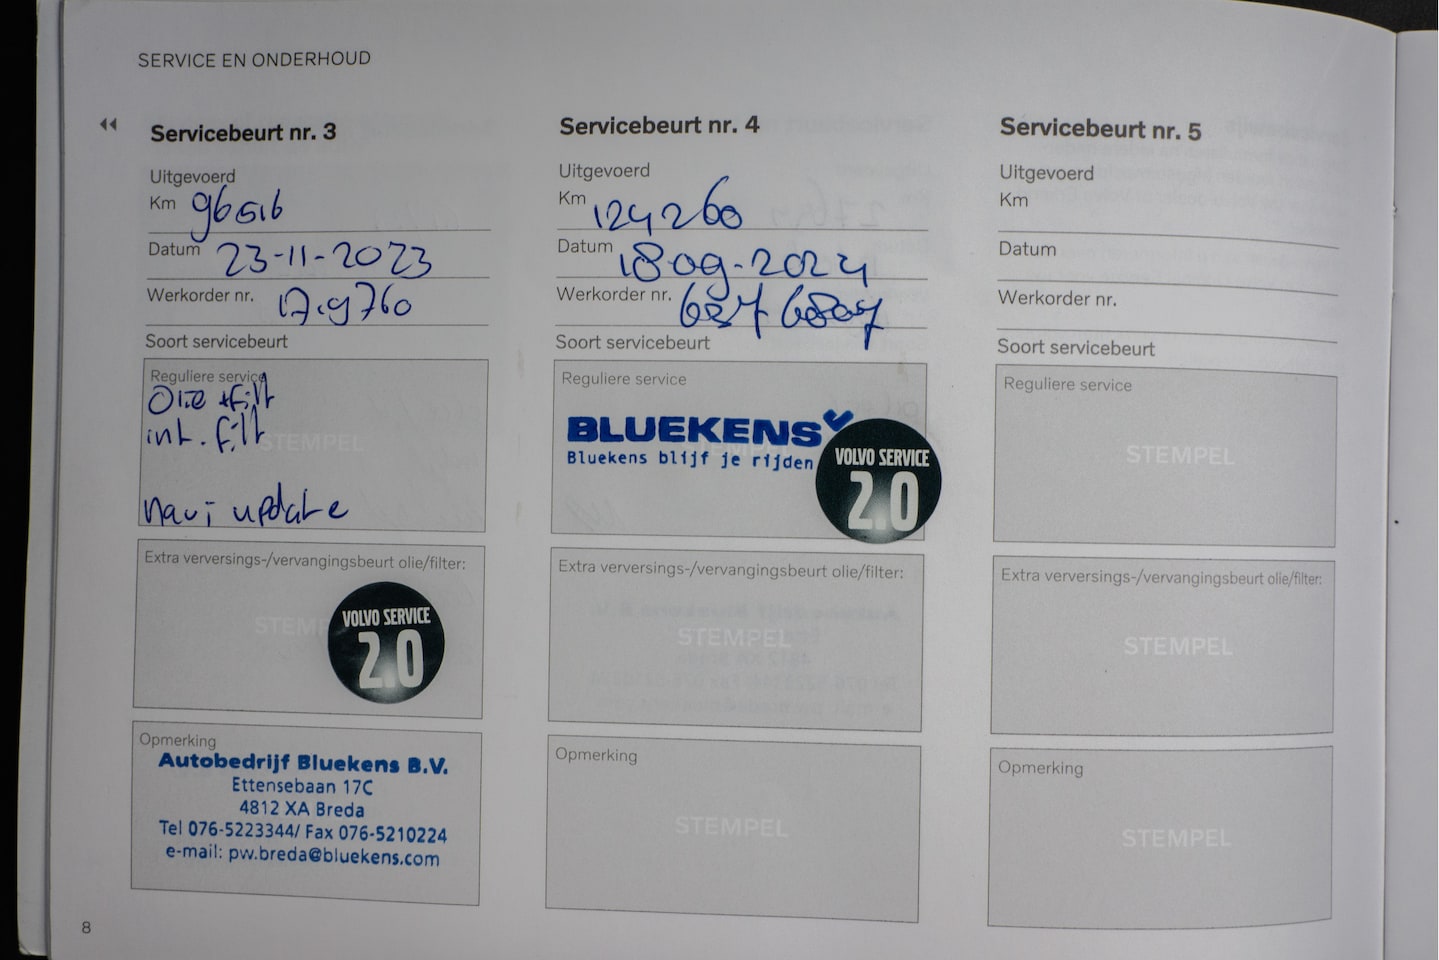 SERVICE EN ONDERHOUD
Servicebeurt nr. 3
Uitgevoerd
Km 96516
Datum 23-11-2023
Werkorder nr. 17.9760
Soort servicebeurt
Reguliere service
Olie + filt
int. filt
STEMPEL
navi update
Extra verversings-/vervangingsbeurt olie/filter:
STEM
VOLVO SERVICE
2.0
Opmerking
Autobedrijf Bluekens B.V.
Ettensebaan 17C
4812 XA Breda
Tel 076-5223344/ Fax 076-5210224
e-mail: pw.breda@bluekens.com
Servicebeurt nr. 4
Uitgevoerd
Km 124260
Datum 18 09-2024
Werkorder nr.
Soort servicebeurt
Reguliere service
BLUEKENS
Bluekens blijf je rijden
VOLVO SERVICE
2.0
Extra verversings-/vervangingsbeurt olie/filter:
STEMPEL
Opmerking
STEMPEL
Servicebeurt nr. 5
Uitgevoerd
Km
Datum
Werkorder nr.
Soort servicebeurt
Reguliere service
STEMPEL
Extra verversings-/vervangingsbeurt olie/filter:
STEMPEL
Opmerking
STEMPEL
8